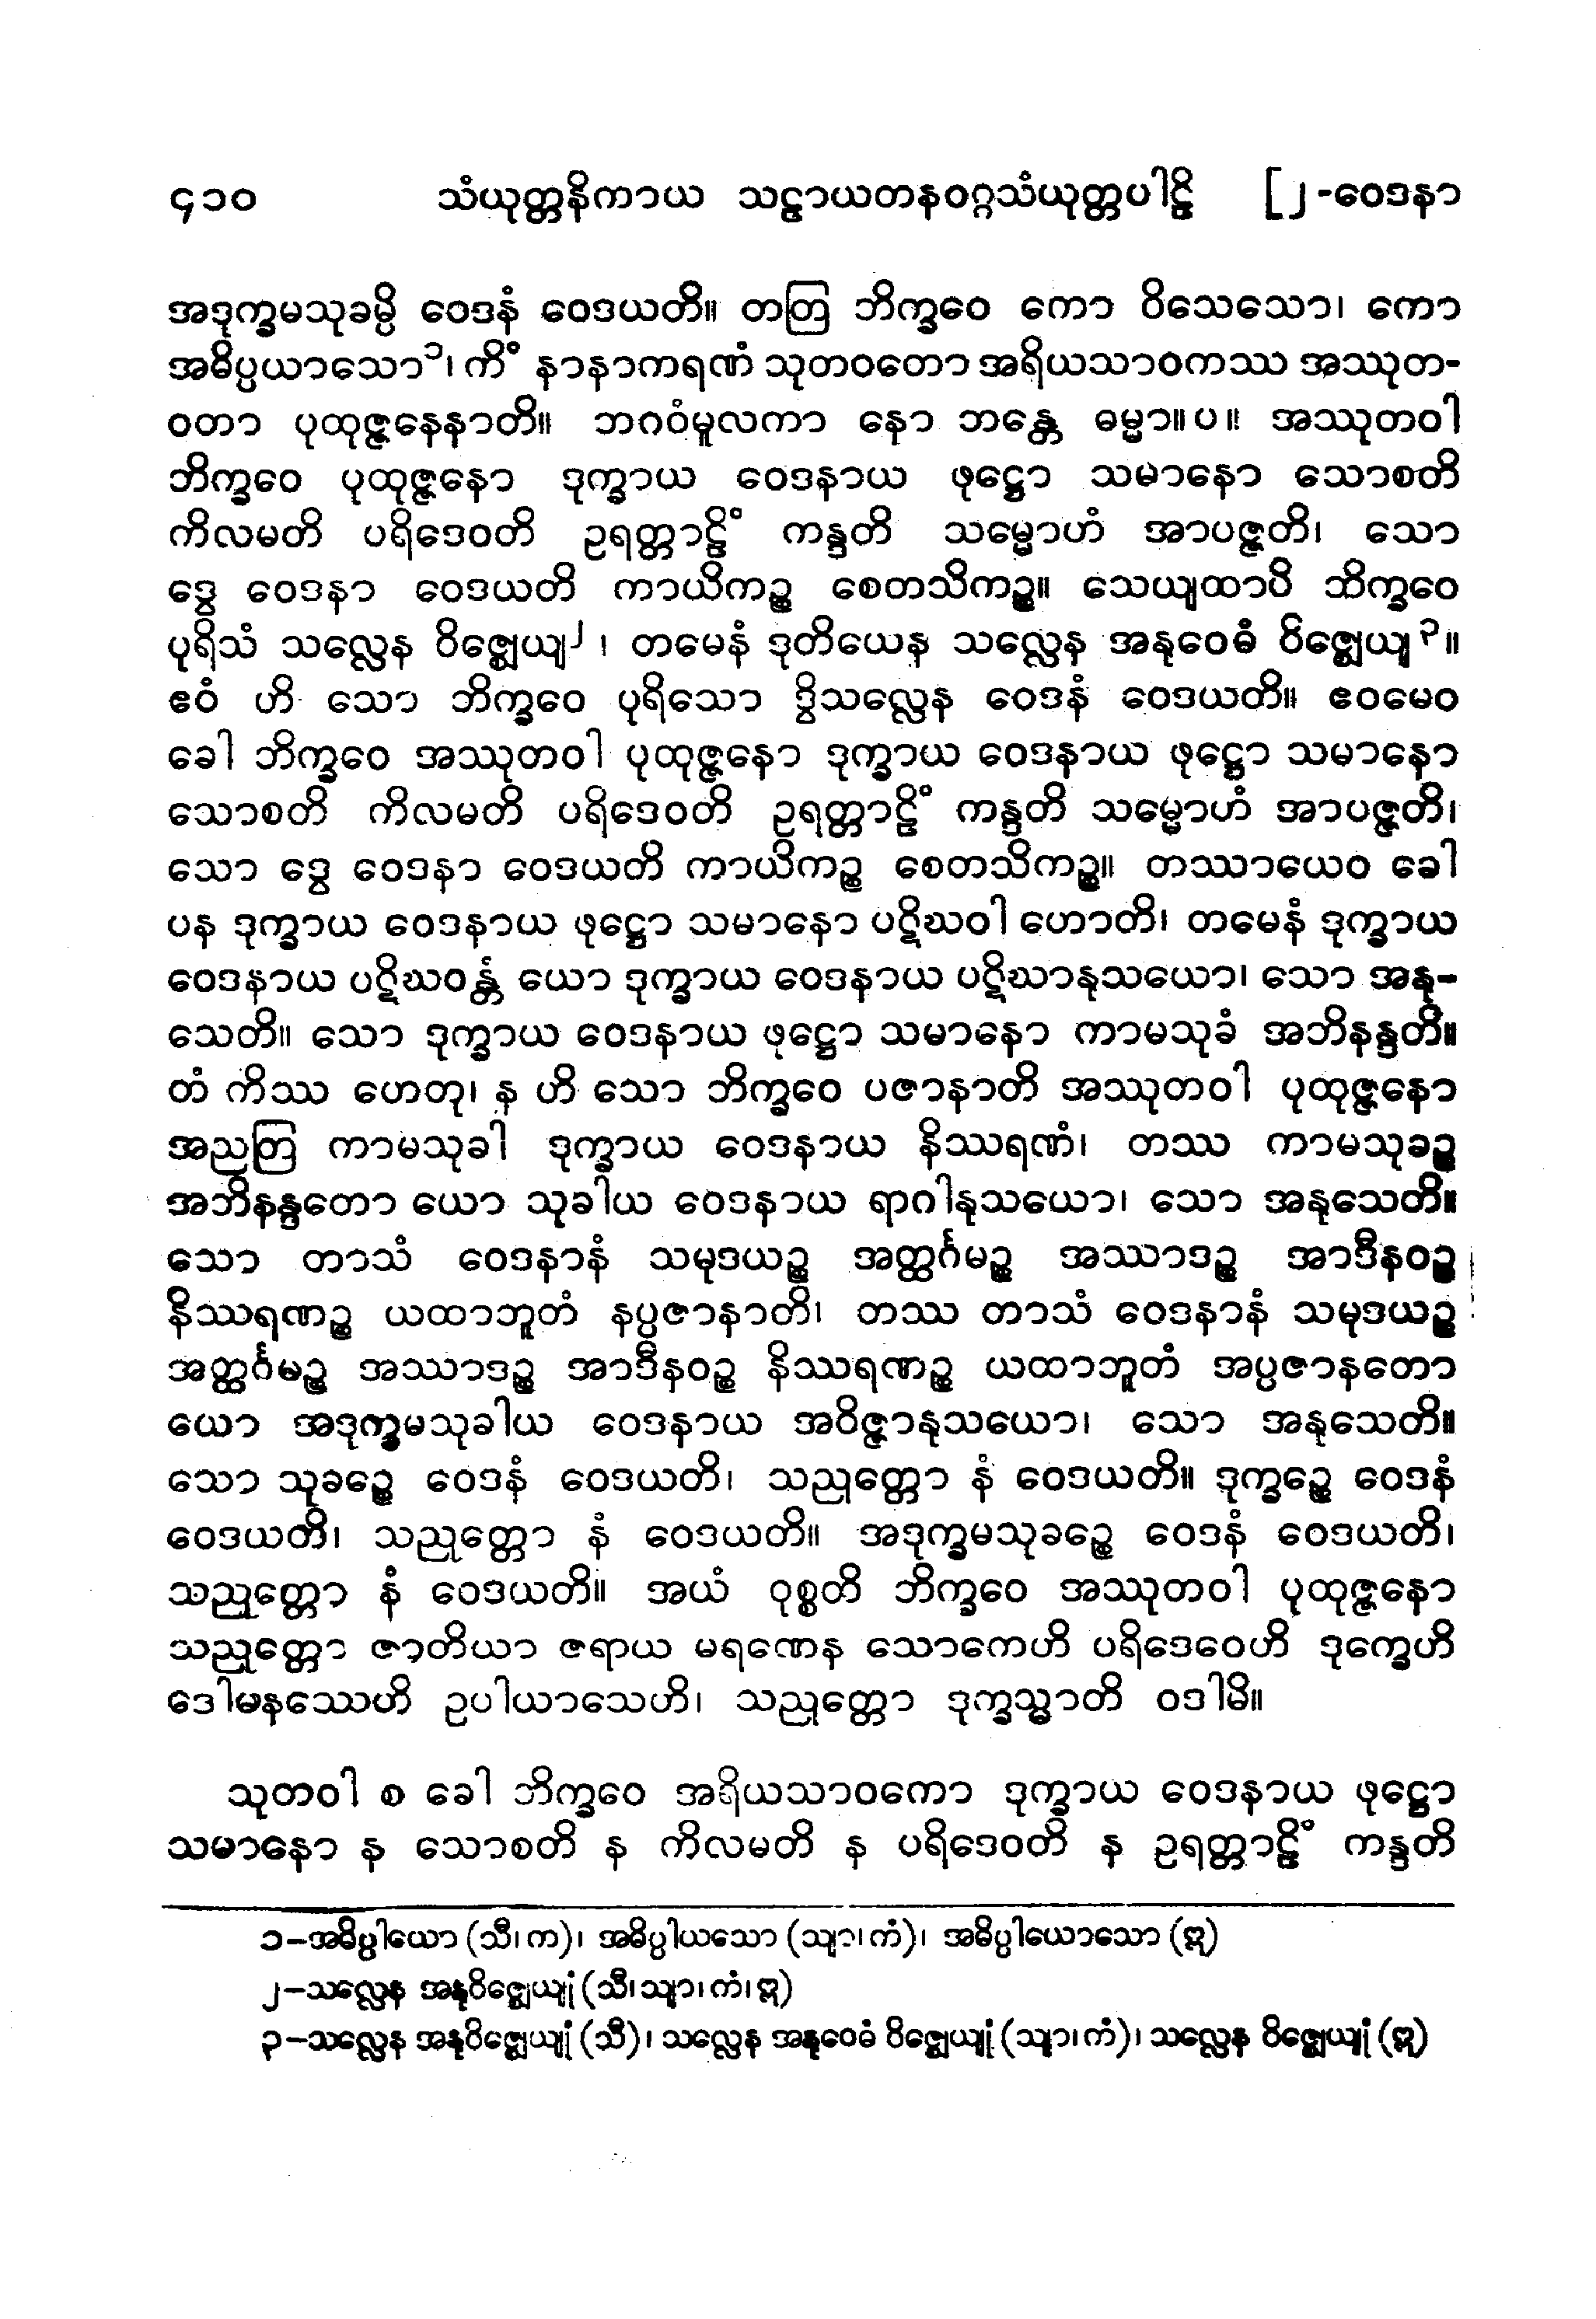 ၄၁၀ သံယုတ္တနိကာယ သဠာယတနဝဂ္ဂသံယုတ္တပါဠိ [၂-ဝေဒနာ
အဒုက္ခမသုခမ္ပိ ဝေဒနံ ဝေဒယတိ။ တတြ ဘိက္ခဝေ ကော ဝိသေသော၊ ကော
အဓိပ္ပယာသော၁၊ ကိံ နာနာကရဏံ သုတဝတော အရိယသာဝကဿ အဿုတ-
ဝတာ ပုထုဇ္ဇနေနာတိ။ ဘဂဝံမူလကာ နော ဘန္တေ ဓမ္မာ။ပ။ အဿုတဝါ
ဘိက္ခဝေ ပုထုဇ္ဇနော ဒုက္ခာယ ဝေဒနာယ ဖုဋ္ဌော သမာနော သောစတိ
ကိလမတိ ပရိဒေဝတိ ဥရတ္တာဠိံ ကန္ဒတိ သမ္မောဟံ အာပဇ္ဇတိ၊ သော
ဒွေ ဝေဒနာ ဝေဒယတိ ကာယိကဉ္စ စေတသိကဉ္စ။ သေယျထာပိ ဘိက္ခဝေ
ပုရိသံ သလ္လေန ဝိဇ္ဈေယျ၂၊ တမေနံ ဒုတိယေန သလ္လေန အနုဝေဓံ ဝိဇ္ဈေယျ၃။
ဧဝံ ဟိ သော ဘိက္ခဝေ ပုရိသော ဒွိသလ္လေန ဝေဒနံ ဝေဒယတိ။ ဧဝမေဝ
ခေါ ဘိက္ခဝေ အဿုတဝါ ပုထုဇ္ဇနော ဒုက္ခာယ ဝေဒနာယ ဖုဋ္ဌော သမာနော
သောစတိ ကိလမတိ ပရိဒေဝတိ ဥရတ္တာဠိံ ကန္ဒတိ သမ္မောဟံ အာပဇ္ဇတိ၊
သော ဒွေ ဝေဒနာ ဝေဒယတိ ကာယိကဉ္စ စေတသိကဉ္စ။ တဿာယေဝ ခေါ
ပန ဒုက္ခာယ ဝေဒနာယ ဖုဋ္ဌော သမာနော ပဋိဃဝါ ဟောတိ၊ တမေနံ ဒုက္ခာယ
ဝေဒနာယ ပဋိဃဝန္တံ ယော ဒုက္ခာယ ဝေဒနာယ ပဋိဃာနုသယော၊ သော အနု-
သေတိ။ သော ဒုက္ခာယ ဝေဒနာယ ဖုဋ္ဌော သမာနော ကာမသုခံ အဘိနန္ဒတိ။
တံ ကိဿ ဟေတု၊ န ဟိ သော ဘိက္ခဝေ ပဇာနာတိ အဿုတဝါ ပုထုဇ္ဇနော
အညတြ ကာမသုခါ ဒုက္ခာယ ဝေဒနာယ နိဿရဏံ၊ တဿ ကာမသုခဉ္စ
အဘိနန္ဒတော ယော သုခါယ ဝေဒနာယ ရာဂါနုသယော၊ သော အနုသေတိ။
သော တာသံ ဝေဒနာနံ သမုဒယဉ္စ အတ္ထင်္ဂမဉ္စ အဿာဒဉ္စ အာဒီနဝဉ္စ
နိဿရဏဉ္စ ယထာဘူတံ နပ္ပဇာနာတိ၊ တဿ တာသံ ဝေဒနာနံ သမုဒယဉ္စ
အတ္ထင်္ဂမဉ္စ အဿာဒဉ္စ အာဒီနဝဉ္စ နိဿရဏဉ္စ ယထာဘူတံ အပ္ပဇာနတော
ယော အဒုက္ခမသုခါယ ဝေဒနာယ အဝိဇ္ဇာနုသယော၊ သော အနုသေတိ။
သော သုခဉ္စေ ဝေဒနံ ဝေဒယတိ၊ သညုတ္တော နံ ဝေဒယတိ။ ဒုက္ခဉ္စေ ဝေဒနံ
ဝေဒယတိ၊ သညုတ္တော နံ ဝေဒယတိ။ အဒုက္ခမသုခဉ္စေ ဝေဒနံ ဝေဒယတိ၊
သညုတ္တော နံ ဝေဒယတိ။ အယံ ဝုစ္စတိ ဘိက္ခဝေ အဿုတဝါ ပုထုဇ္ဇနော
သညုတ္တော ဇာတိယာ ဇရာယ မရဏေန သောကေဟိ ပရိဒေဝေဟိ ဒုက္ခေဟိ
ဒေါမနဿေဟိ ဥပါယာသေဟိ၊ သညုတ္တော ဒုက္ခသ္မာတိ ဝဒါမိ။
သုတဝါ စ ခေါ ဘိက္ခဝေ အရိယသာဝကော ဒုက္ခာယ ဝေဒနာယ ဖုဋ္ဌော
သမာနော န သောစတိ န ကိလမတိ န ပရိဒေဝတိ န ဥရတ္တာဠိံ ကန္ဒတိ
၁-အဓိပ္ပါယော (သီ၊ က)၊ အဓိပ္ပါယသော (သျာ၊ ကံ)၊ အဓိပ္ပါယောသော (ဣ)
၂-သလ္လေန အနုဝိဇ္ဈေယျုံ (သီ၊ သျာ၊ ကံ၊ ဣ)
၃-သလ္လေန အနုဝိဇ္ဈေယျုံ (သီ)၊ သလ္လေန အနုဝေဓံ ဝိဇ္ဈေယျုံ (သျာ၊ ကံ)၊ သလ္လေန ဝိဇ္ဈေယျုံ (ဣ)